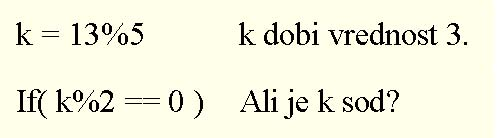 k = 13%5 k dobi vrednost 3.
If( k%2 == 0 ) Ali je k sod?